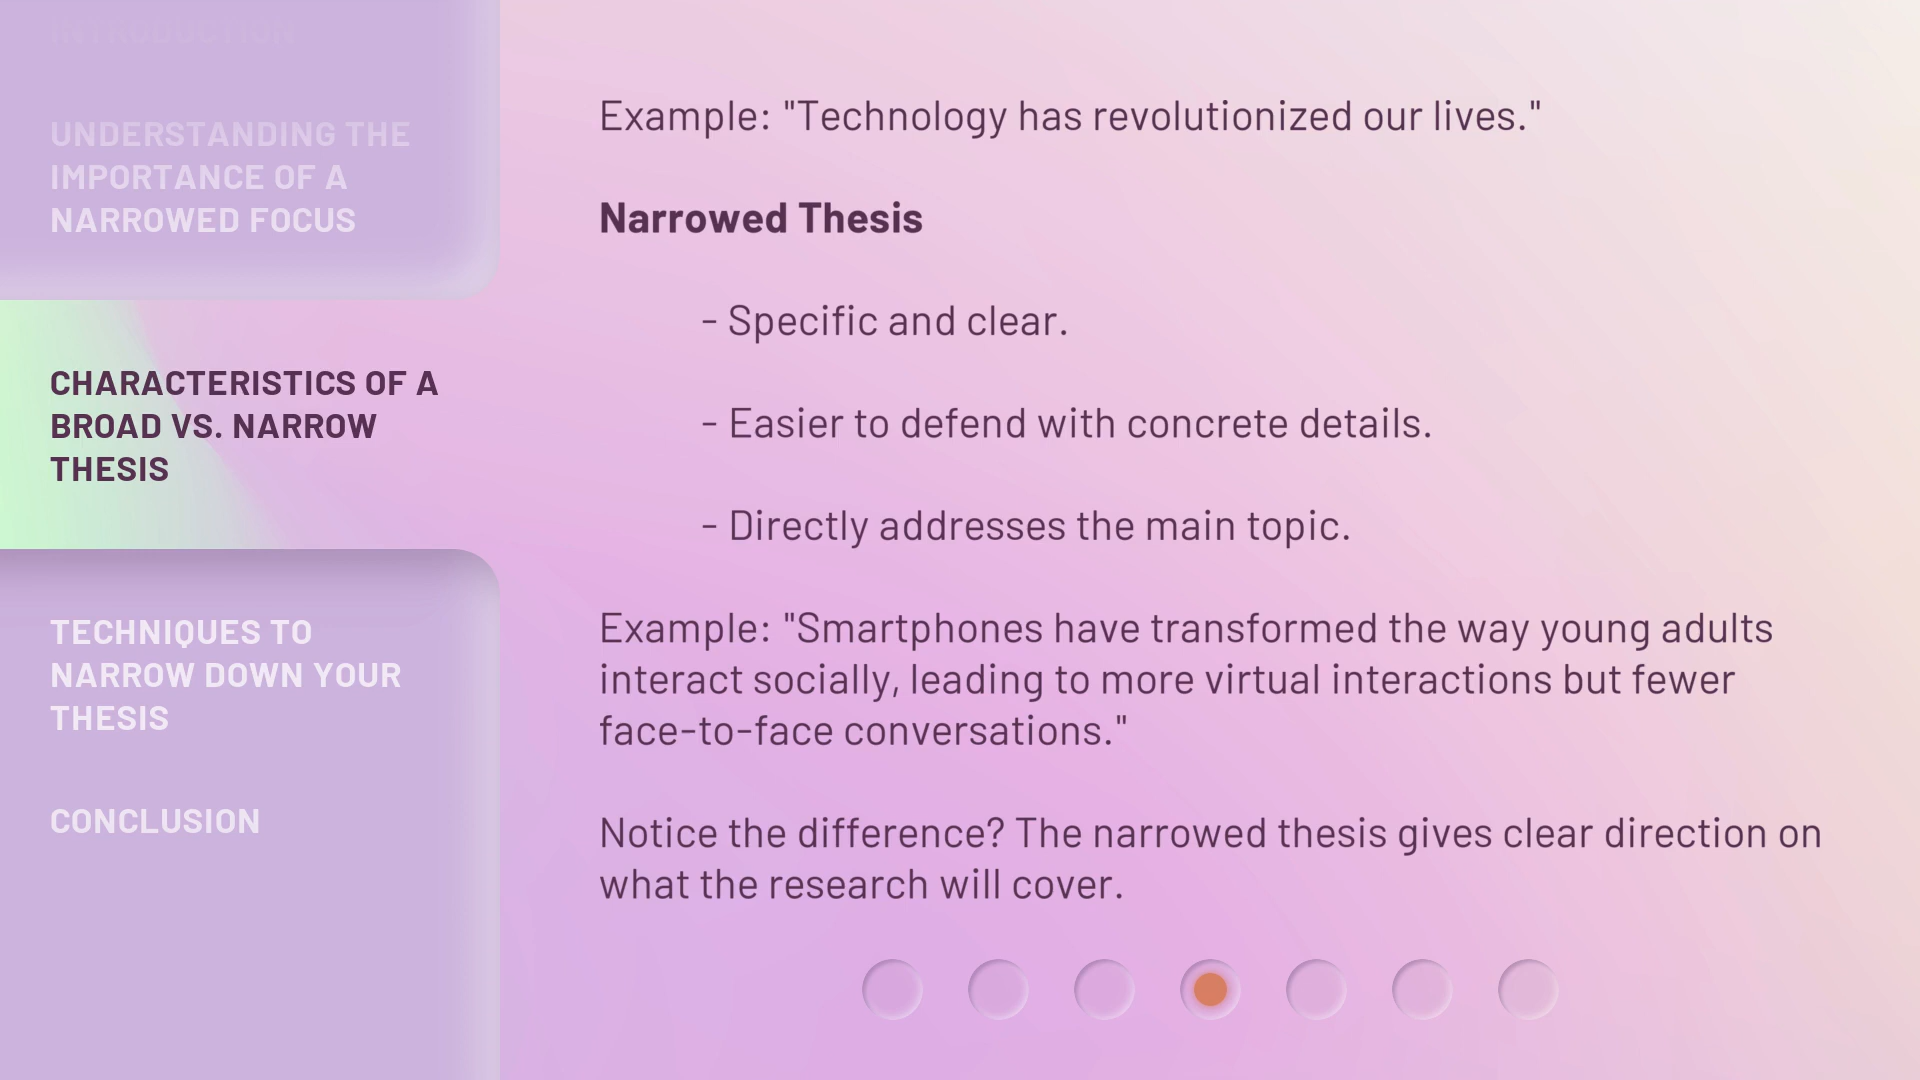 INTRODUCTION
UNDERSTANDING THE
IMPORTANCE OF A
NARROWED FOCUS
CHARACTERISTICS OF A
BROAD VS. NARROW
THESIS
TECHNIQUES TO
NARROW DOWN YOUR
THESIS
CONCLUSION
Example: "Technology has revolutionized our lives."
Narrowed Thesis
- Specific and clear.
- Easier to defend with concrete details.
- Directly addresses the main topic.
Example: "Smartphones have transformed the way young adults
interact socially, leading to more virtual interactions but fewer
face-to-face conversations."
Notice the difference? The narrowed thesis gives clear direction on
what the research will cover.